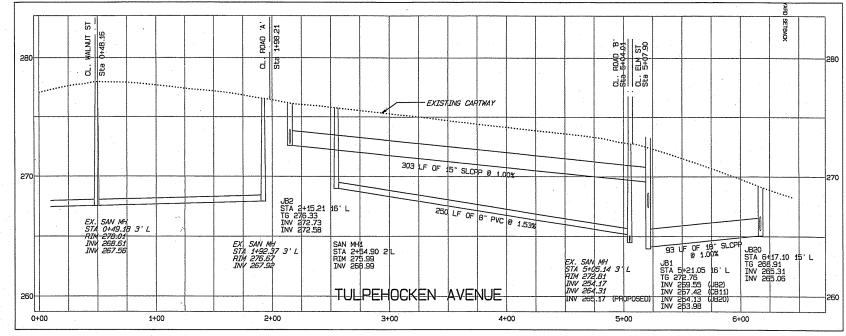 CL. WALNUT ST
Sta 0+48.16
CL. ROAD 'A'
Sta 1+98.21
CL. ROAD 'B'
Sta 5+04.01
CL. ELM ST
Sta 5+07.90
YARD SETBACK
280
280
EXISTING CARTWAY
303 LF OF 15" SLCPP @ 1.00%
270
270
250 LF OF 8" PVC @ 1.53%
93 LF OF 18" SLCPP
@ 1.00%
EX. SAN MH
STA 0+49.18 3' L
RIM 278.01
INV 268.61
INV 267.56
EX. SAN MH
STA 1+92.37 3' L
RIM 276.67
INV 267.92
JB2
STA 2+15.21 16' L
TG 276.33
INV 272.73
INV 272.58
SAN MH1
STA 2+54.90 2'L
RIM 275.99
INV 268.99
EX. SAN MH
STA 5+05.14 3' L
RIM 272.81
INV 254.17
INV 264.31
INV 265.17 (PROPOSED)
JB1
STA 5+21.05 16' L
TG 272.76
INV 269.55 (JB2)
INV 267.42 (CB11)
INV 264.13 (JB20)
INV 263.98
JB20
STA 6+17.10 15' L
TG 268.91
INV 265.31
INV 265.06
260
260
TULPEHOCKEN AVENUE
0+00
1+00
2+00
3+00
4+00
5+00
6+00